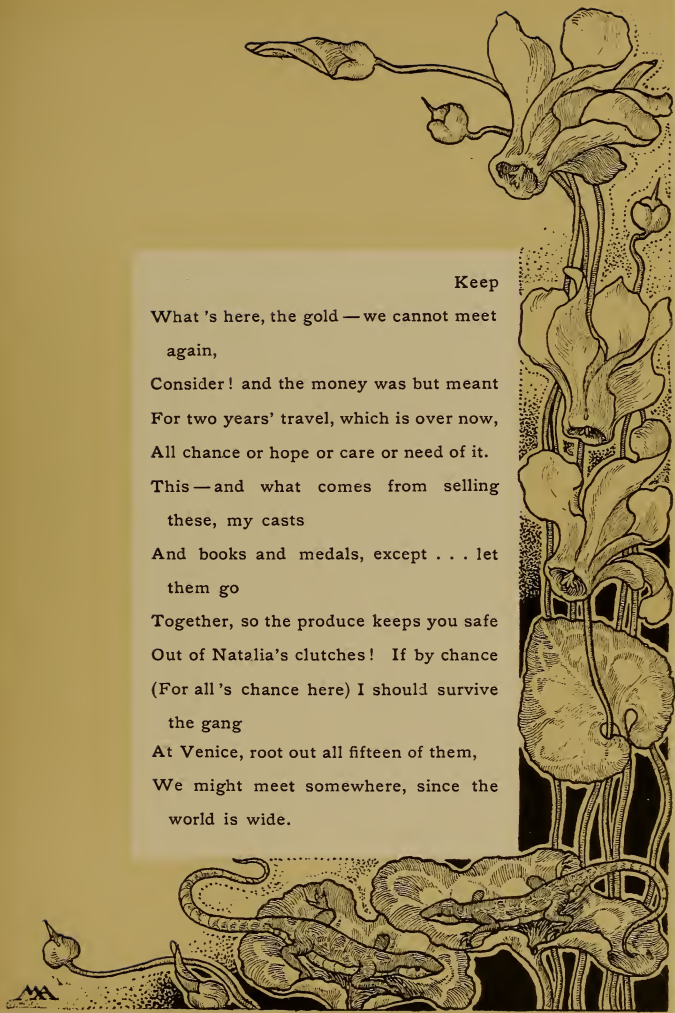 Keep
What 's here, the gold — we cannot meet
again,
Consider! and the money was but meant
For two years' travel, which is over now,
All chance or hope or care or need of it.
This — and what comes from selling
these, my casts
And books and medals, except . . . let
them go
Together, so the produce keeps you safe
Out of Natalia's clutches! If by chance
(For all 's chance here) I should survive
the gang
At Venice, root out all fifteen of them,
We might meet somewhere, since the
world is wide.